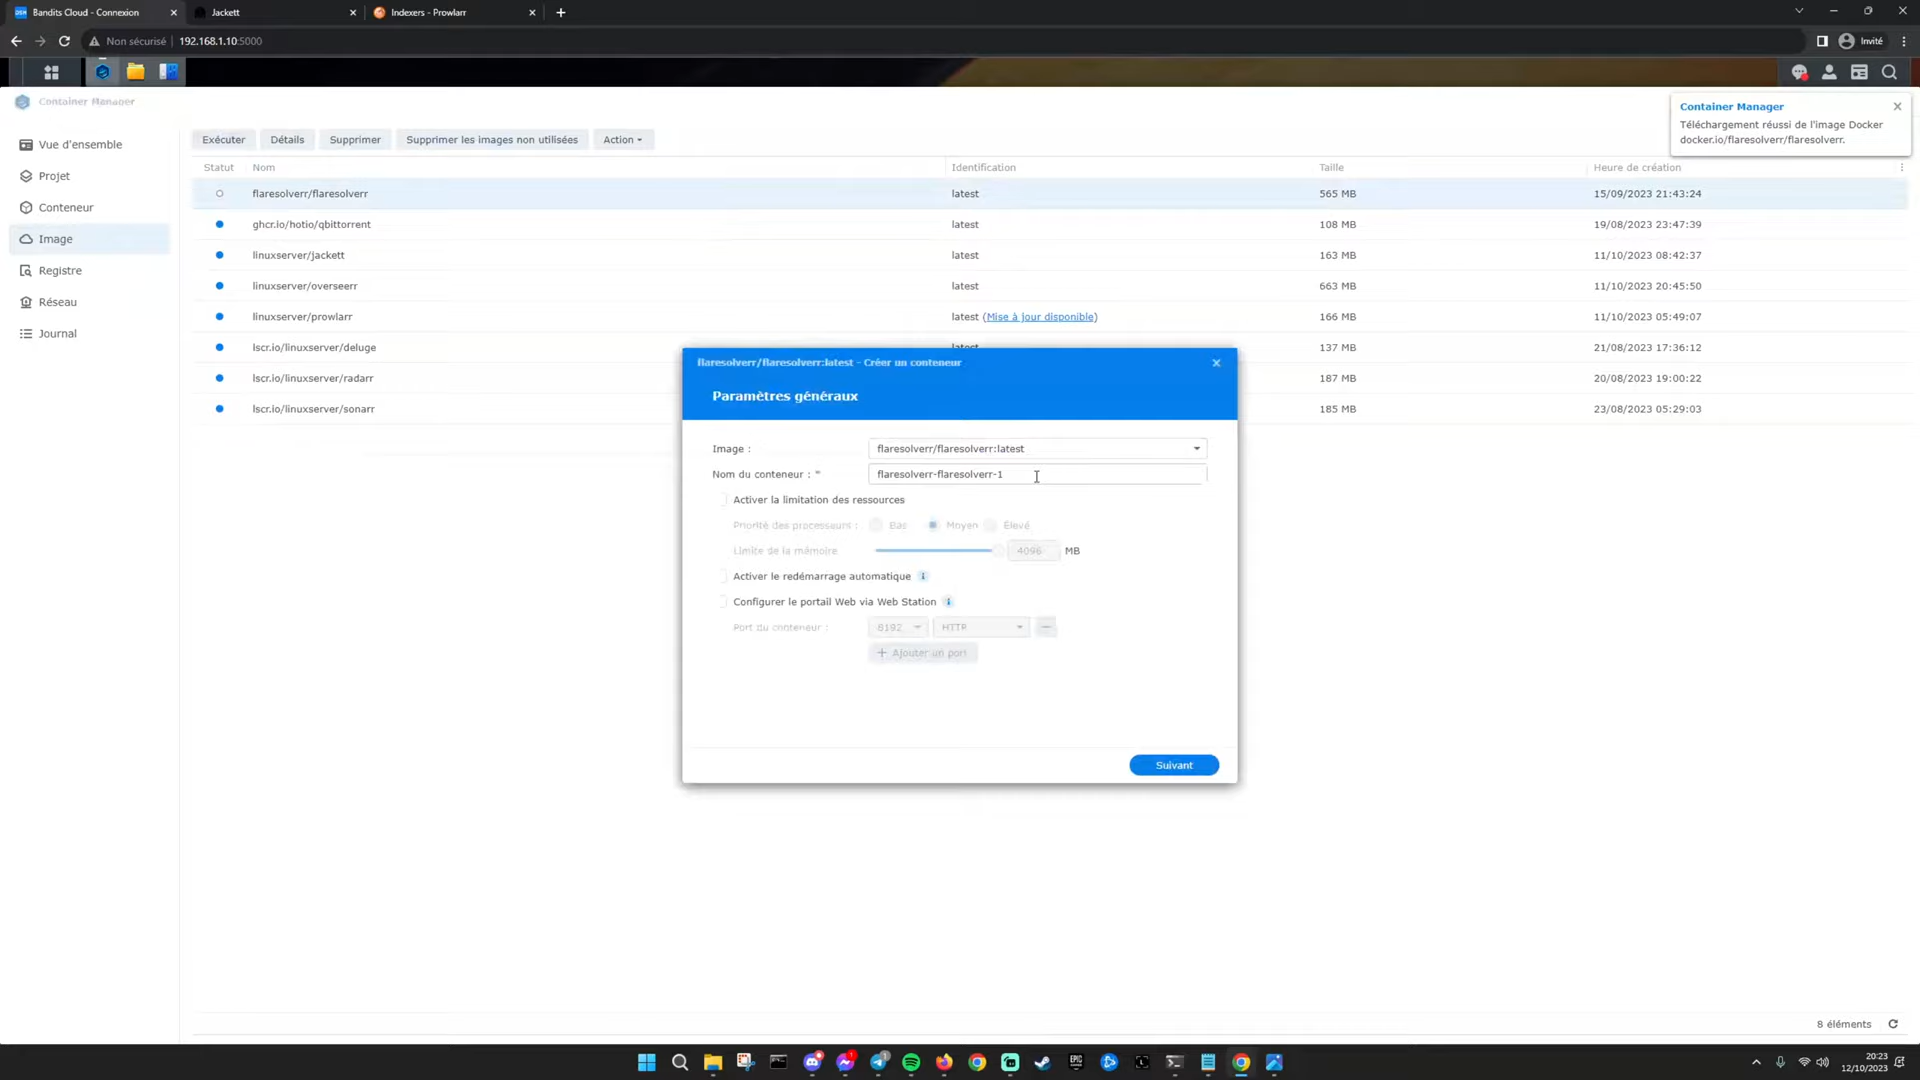 Bandits Cloud - Connexion
Jackett
Indexers - Prowlarr
Non sécurisé
192.168.1.10:5000
Invité
Container Manager
Container Manager
Téléchargement réussi de l'image Docker
docker.io/flaresolverr/flaresolverr.
Vue d'ensemble
Projet
Conteneur
Image
Registre
Réseau
Journal
Exécuter
Détails
Supprimer
Supprimer les images non utilisées
Action
Statut Nom Identification Taille Heure de création
flaresolverr/flaresolverr latest 565 MB 15/09/2023 21:43:24
ghcr.io/hotio/qbittorrent latest 108 MB 19/08/2023 23:47:39
linuxserver/jackett latest 163 MB 11/10/2023 08:42:37
linuxserver/overseerr latest 663 MB 11/10/2023 20:45:50
linuxserver/prowlarr latest (Mise à jour disponible) 166 MB 11/10/2023 05:49:07
lscr.io/linuxserver/deluge latest 137 MB 21/08/2023 17:36:12
lscr.io/linuxserver/radarr 187 MB 20/08/2023 19:00:22
lscr.io/linuxserver/sonarr 185 MB 23/08/2023 05:29:03
flaresolverr/flaresolverr:latest - Créer un conteneur
Paramètres généraux
Image : flaresolverr/flaresolverr:latest
Nom du conteneur : * flaresolverr-flaresolverr-1
Activer la limitation des ressources
Priorité des processeurs : Bas Moyen Élevé
Limite de la mémoire 4096 MB
Activer le redémarrage automatique
Configurer le portail Web via Web Station
Port du conteneur : 8192 HTTP
Ajouter un port
Suivant
8 éléments
20:23
12/10/2023